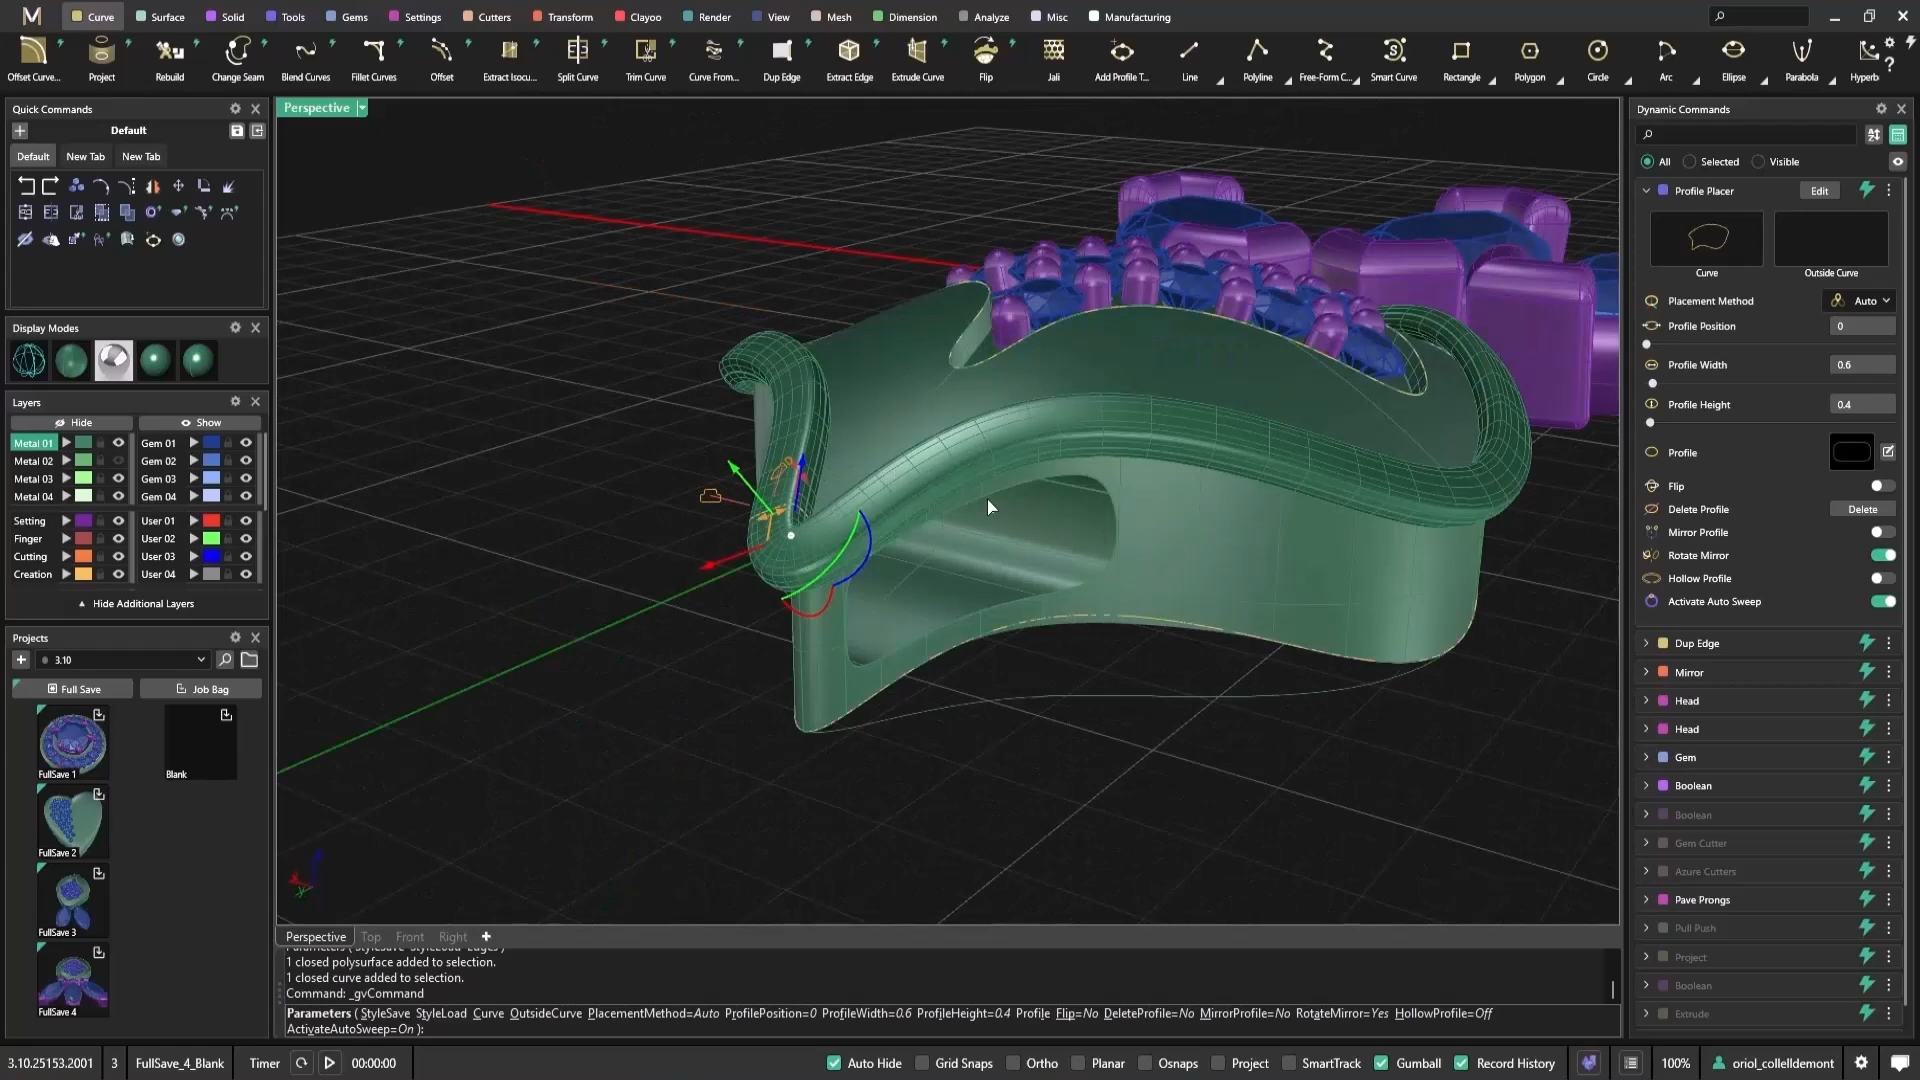 M Curve Surface Solid Tools Gems Settings Cutters Transform Clayoo Render View Mesh Dimension Analyze Misc Manufacturing
Offset Curve... Project Rebuild Change Seam Blend Curves Fillet Curves Offset Extract Isocu... Split Curve Trim Curve Curve From... Dup Edge Extract Edge Extrude Curve Flip Jali Add Profile T... Line Polyline Free-Form C... Smart Curve Rectangle Polygon Circle Arc Ellipse Parabola Hyperb
Quick Commands
Default
Default New Tab New Tab
Display Modes
Layers
Hide Show
Metal 01 Gem 01
Metal 02 Gem 02
Metal 03 Gem 03
Metal 04 Gem 04
Setting User 01
Finger User 02
Cutting User 03
Creation User 04
Hide Additional Layers
Projects
3.10
Full Save Job Bag
FullSave 1 Blank
FullSave 2
FullSave 3
FullSave 4
Perspective
Perspective Top Front Right
Parameters ( StyleSave StyleLoad Edges )
1 closed polysurface added to selection.
1 closed curve added to selection.
Command: _gvCommand
Parameters ( StyleSave StyleLoad Curve OutsideCurve PlacementMethod=Auto ProfilePosition=0 ProfileWidth=0.6 ProfileHeight=0.4 Profile Flip=No DeleteProfile=No MirrorProfile=No RotateMirror=Yes HollowProfile=Off
ActivateAutoSweep=On ):
Dynamic Commands
All Selected Visible
Profile Placer Edit
Curve Outside Curve
Placement Method Auto
Profile Position 0
Profile Width 0.6
Profile Height 0.4
Profile
Flip
Delete Profile Delete
Mirror Profile
Rotate Mirror
Hollow Profile
Activate Auto Sweep
Dup Edge
Mirror
Head
Head
Gem
Boolean
Boolean
Gem Cutter
Azure Cutters
Pave Prongs
Pull Push
Project
Boolean
Extrude
3.10.25153.2001 3 FullSave_4_Blank Timer 00:00:00 Auto Hide Grid Snaps Ortho Planar Osnaps Project SmartTrack Gumball Record History 100% oriol_collelldemont